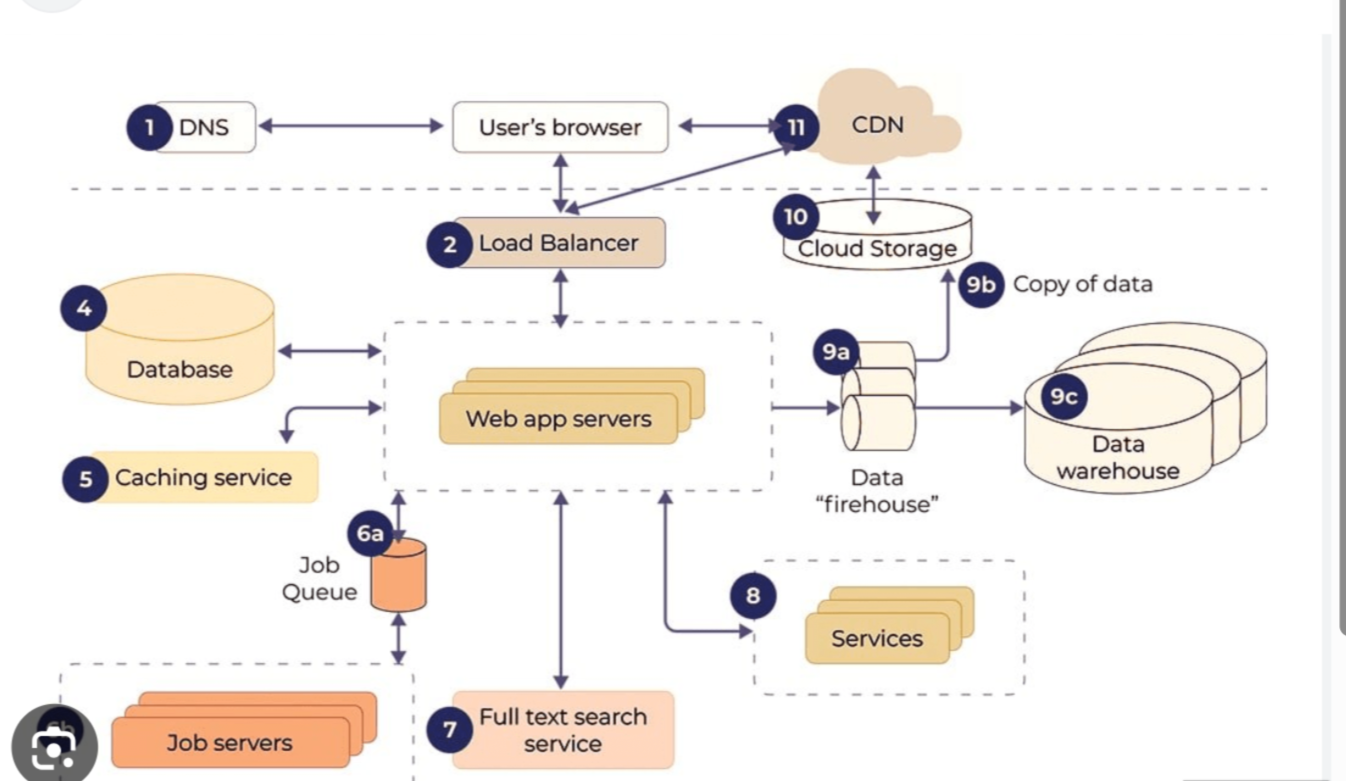 1 DNS
User's browser
11 CDN
2 Load Balancer
10
Cloud Storage
9b Copy of data
4
Database
9a
9c
Data
warehouse
Web app servers
5 Caching service
Data
“firehouse”
6a
Job
Queue
8
Services
Job servers
7
Full text search
service